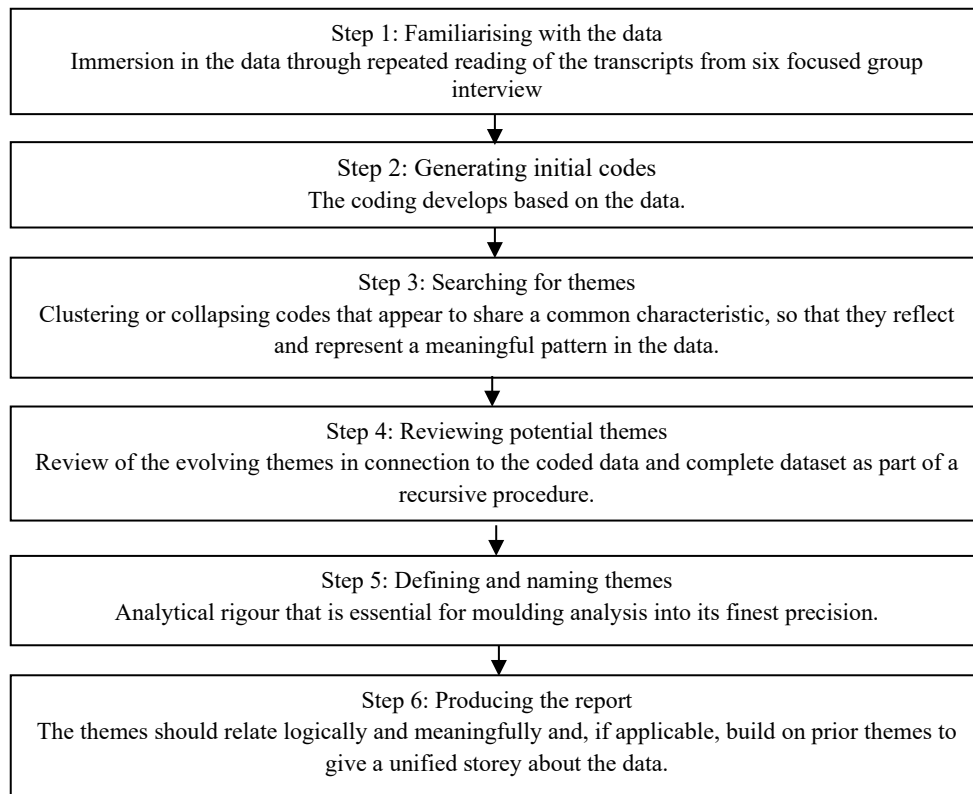 Step 1: Familiarising with the data
Immersion in the data through repeated reading of the transcripts from six focused group
interview
Step 2: Generating initial codes
The coding develops based on the data.
Step 3: Searching for themes
Clustering or collapsing codes that appear to share a common characteristic, so that they reflect
and represent a meaningful pattern in the data.
Step 4: Reviewing potential themes
Review of the evolving themes in connection to the coded data and complete dataset as part of a
recursive procedure.
Step 5: Defining and naming themes
Analytical rigour that is essential for moulding analysis into its finest precision.
Step 6: Producing the report
The themes should relate logically and meaningfully and, if applicable, build on prior themes to
give a unified storey about the data.